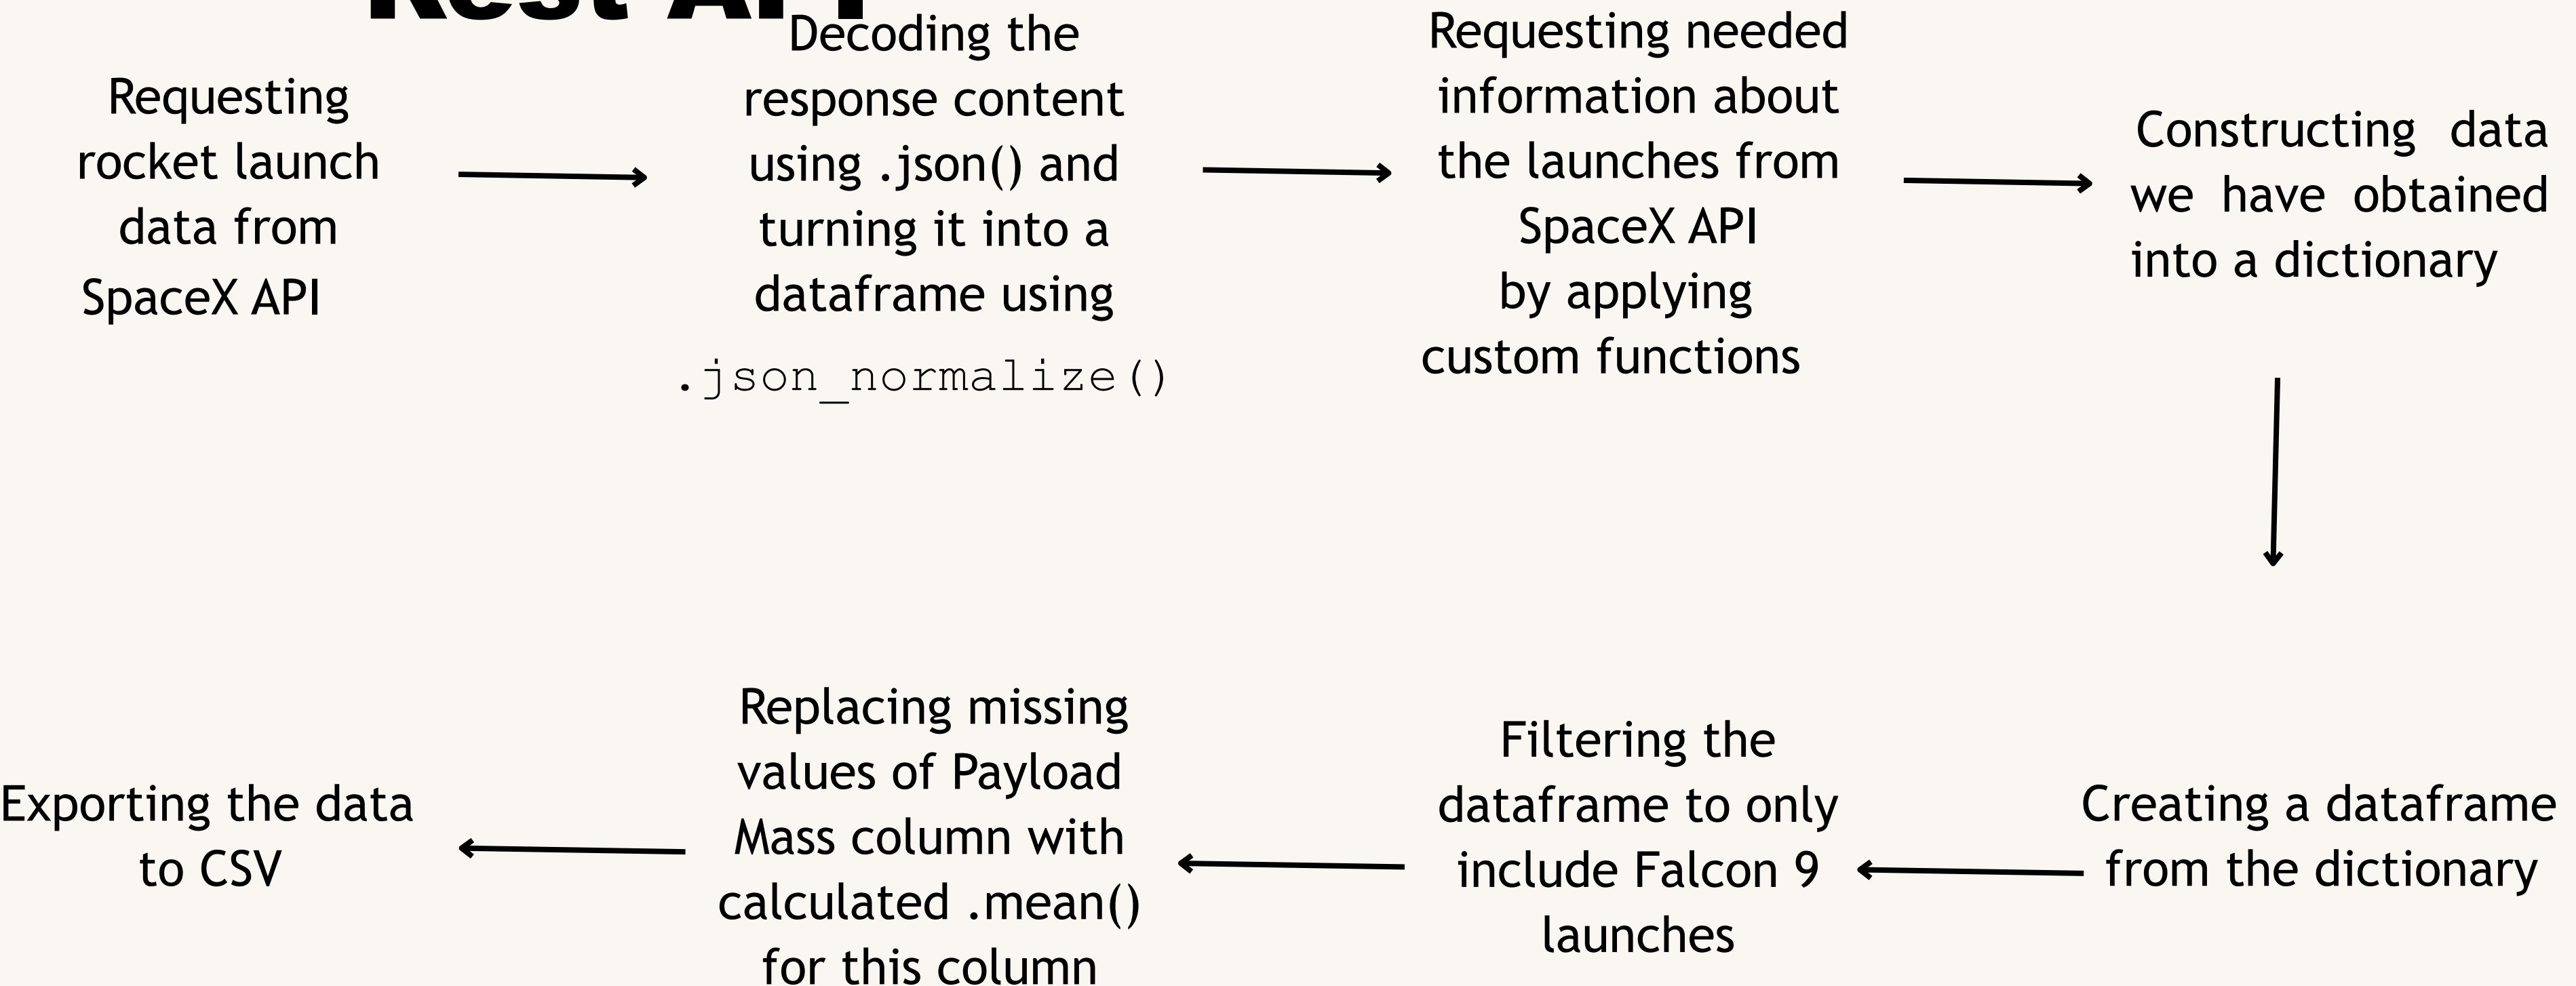 Rest API
Requesting
rocket launch
data from
SpaceX API
Decoding the
response content
using .json() and
turning it into a
dataframe using
.json_normalize()
Requesting needed
information about
the launches from
SpaceX API
by applying
custom functions
Constructing data
we have obtained
into a dictionary
Creating a dataframe
from the dictionary
Filtering the
dataframe to only
include Falcon 9
launches
Replacing missing
values of Payload
Mass column with
calculated .mean()
for this column
Exporting the data
to CSV